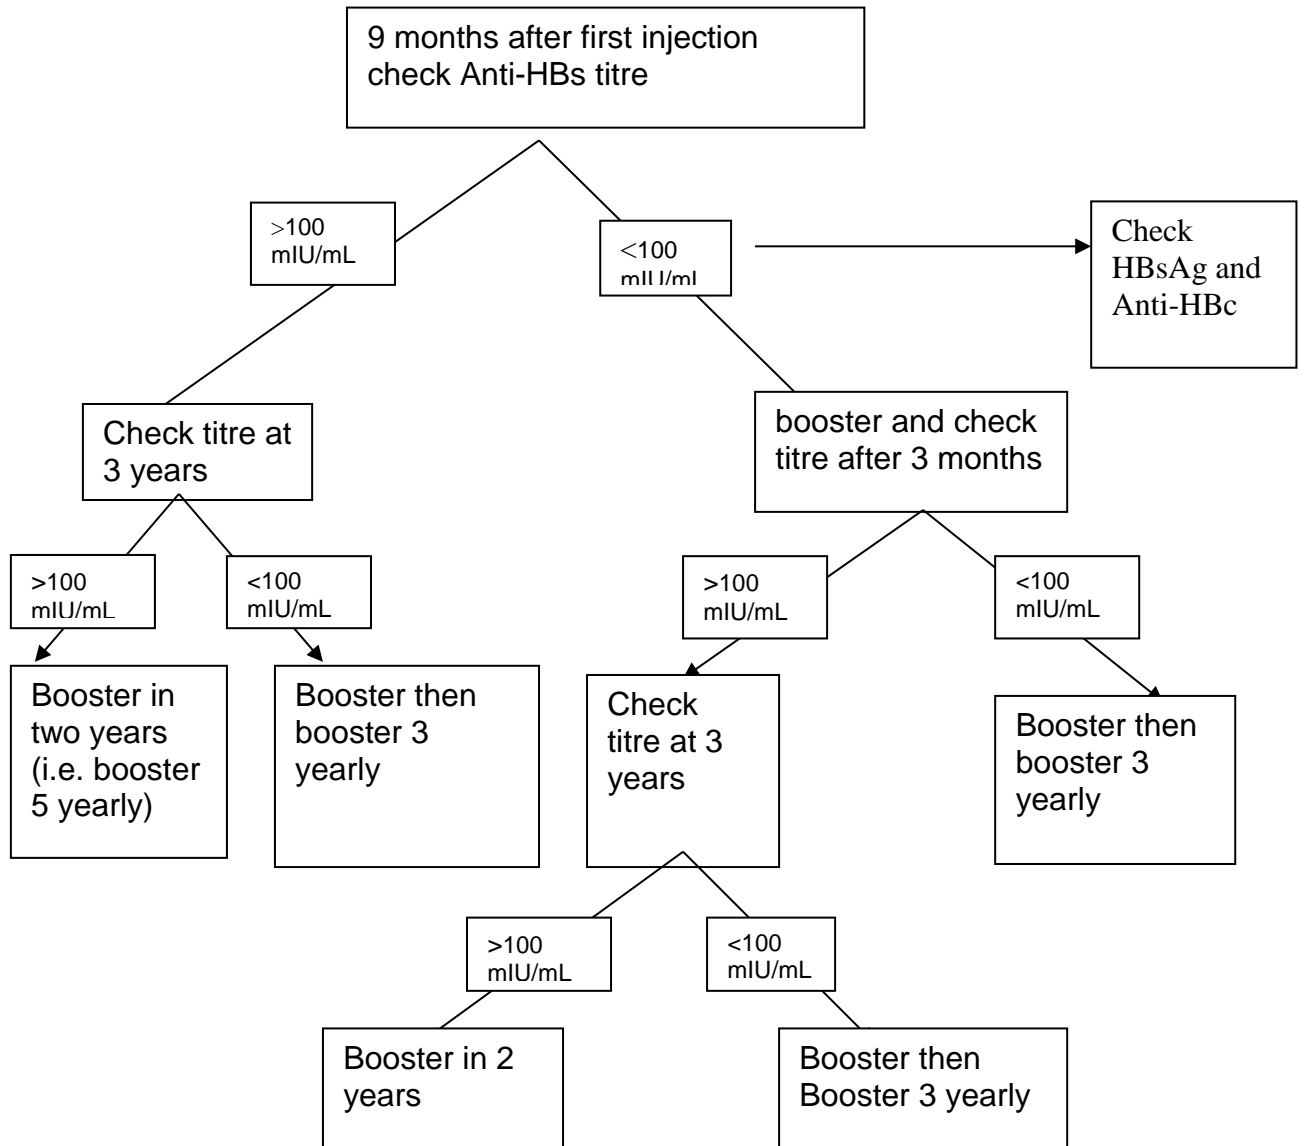 9 months after first injection
check Anti-HBs titre
>100
mIU/mL
<100
mIU/mL
Check
HBsAg and
Anti-HBc
Check titre at
3 years
booster and check
titre after 3 months
>100
mIU/mL
<100
mIU/mL
>100
mIU/mL
<100
mIU/mL
Booster in
two years
(i.e. booster
5 yearly)
Booster then
booster 3
yearly
Check
titre at 3
years
Booster then
booster 3
yearly
>100
mIU/mL
<100
mIU/mL
Booster in 2
years
Booster then
Booster 3 yearly